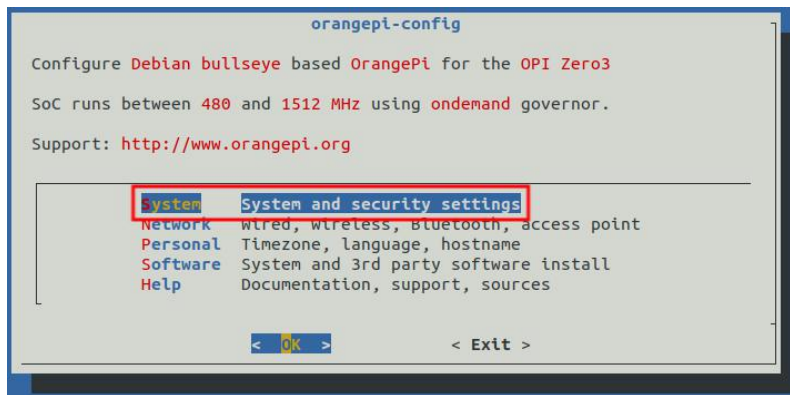 orangepi-config
Configure Debian bullseye based OrangePi for the OPI Zero3
SoC runs between 480 and 1512 MHz using ondemand governor.
Support: http://www.orangepi.org
System System and security settings
Network Wired, Wireless, Bluetooth, access point
Personal Timezone, language, hostname
Software System and 3rd party software install
Help Documentation, support, sources
< OK > < Exit >